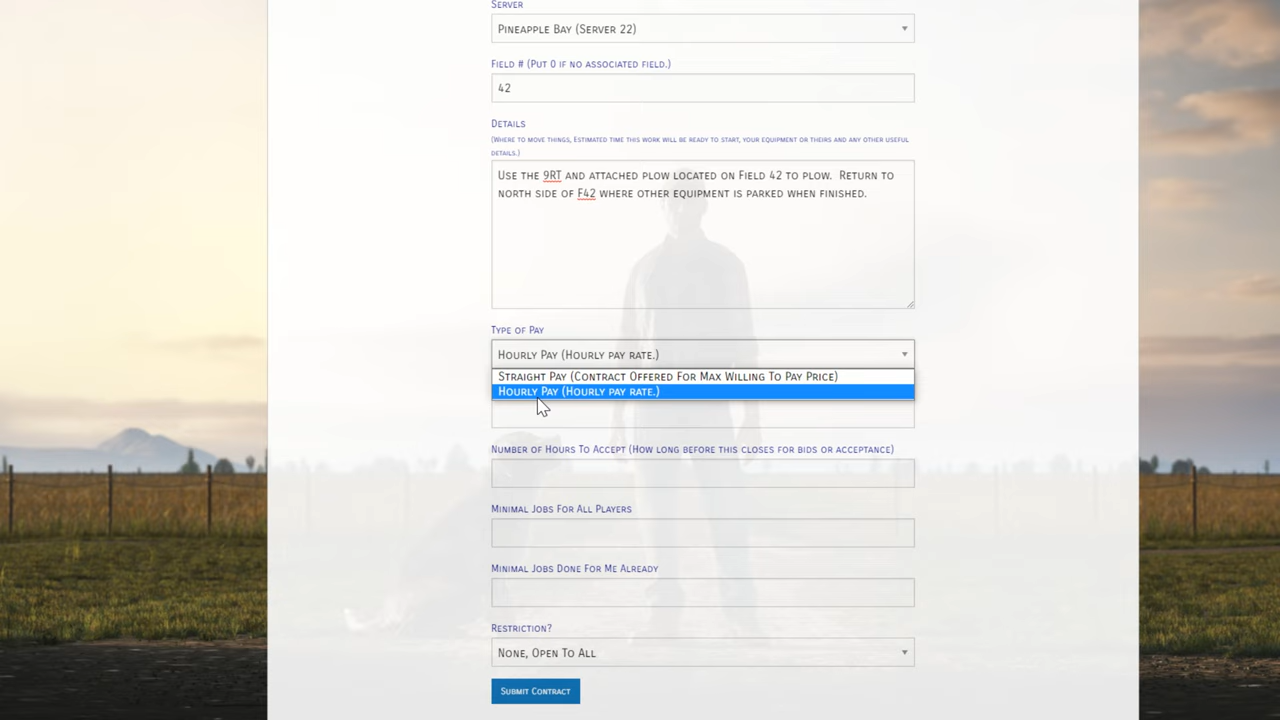 Server
Pineapple Bay (Server 22)
Field # (Put 0 if no associated field.)
42
Details
(Where to move things, Estimated time this work will be ready to start, your equipment or theirs and any other useful
details.)
Use the 9RT and attached plow located on Field 42 to plow. Return to
north side of F42 where other equipment is parked when finished.
Type of Pay
Hourly Pay (Hourly pay rate.)
Straight Pay (Contract Offered For Max Willing To Pay Price)
Hourly Pay (Hourly pay rate.)
Number of Hours To Accept (How long before this closes for bids or acceptance)
Minimal Jobs For All Players
Minimal Jobs Done For Me Already
Restriction?
None, Open To All
Submit Contract